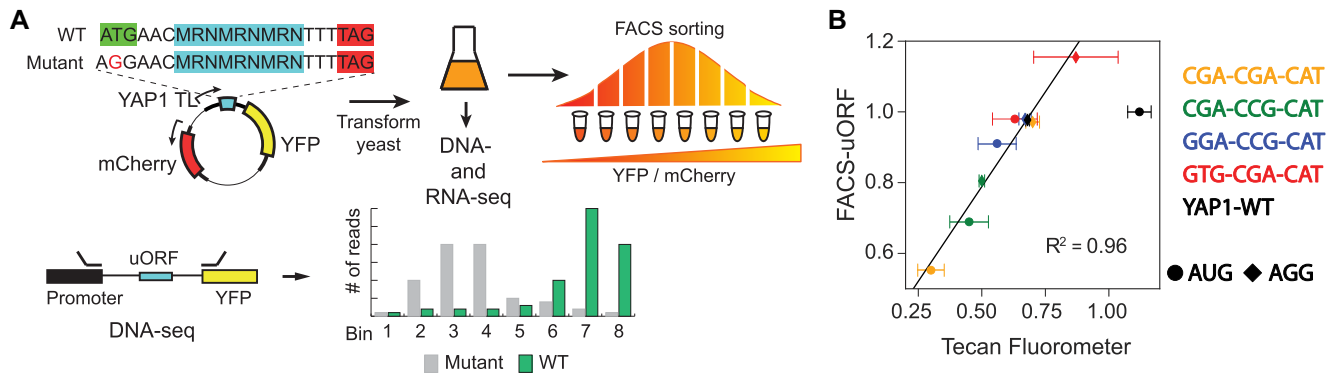 A
WT ATGAACMRNMRNMRNTTTTAG
Mutant AGGAACMRNMRNMRNTTTTAG
YAP1 TL
mCherry
YFP
Transform
yeast
DNA-
and
RNA-seq
FACS sorting
YFP / mCherry
Promoter
uORF
YFP
DNA-seq
# of reads
Bin 1 2 3 4 5 6 7 8
Mutant WT
B
FACS-uORF
1.2
1.0
0.8
0.6
R² = 0.96
0.25 0.50 0.75 1.00
Tecan Fluorometer
CGA-CGA-CAT
CGA-CCG-CAT
GGA-CCG-CAT
GTG-CGA-CAT
YAP1-WT
AUG AGG